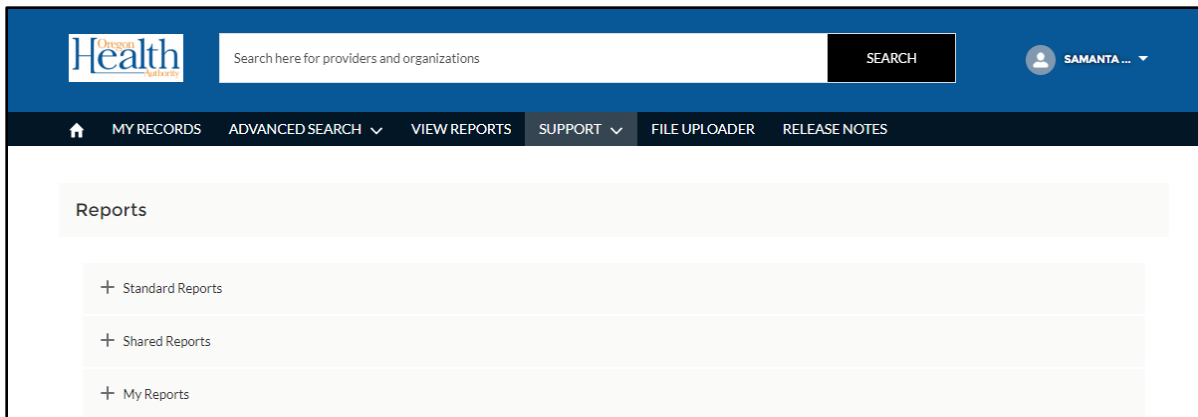 Oregon
Health
Authority
Search here for providers and organizations
SEARCH
SAMANTA ...
MY RECORDS ADVANCED SEARCH VIEW REPORTS SUPPORT FILE UPLOADER RELEASE NOTES
Reports
Standard Reports
Shared Reports
My Reports